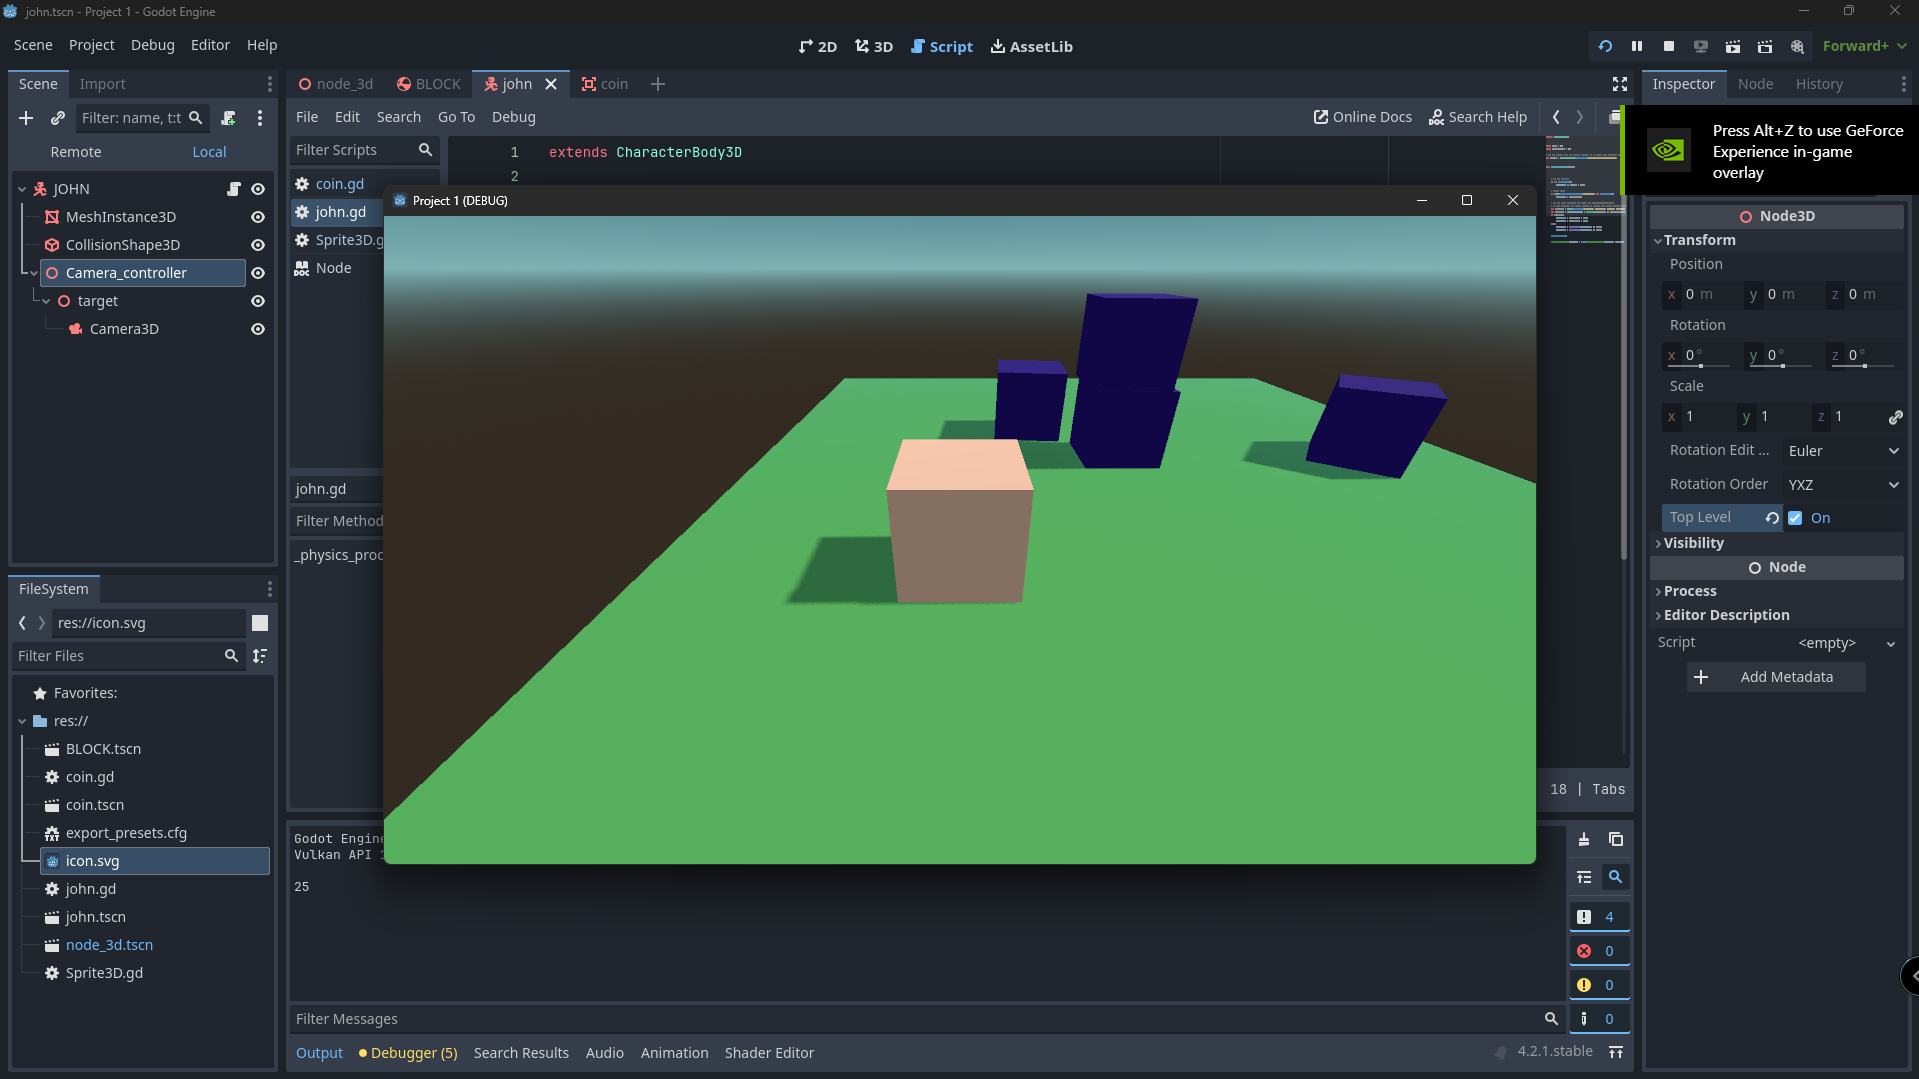 john.tscn - Project 1 - Godot Engine
Scene Project Debug Editor Help
2D 3D Script AssetLib
Forward+
Scene Import
Filter: name, t:t
Remote Local
JOHN
MeshInstance3D
CollisionShape3D
Camera_controller
target
Camera3D
FileSystem
res://icon.svg
Filter Files
Favorites:
res://
BLOCK.tscn
coin.gd
coin.tscn
export_presets.cfg
icon.svg
john.gd
john.tscn
node_3d.tscn
Sprite3D.gd
node_3d BLOCK john coin
File Edit Search Go To Debug
Online Docs Search Help
Filter Scripts
coin.gd
john.gd
Sprite3D.g
Node
john.gd
Filter Method
_physics_proc
1 extends CharacterBody3D
2
Project 1 (DEBUG)
18 | Tabs
Godot Engine
Vulkan API
25
4
0
0
0
Filter Messages
Output Debugger (5) Search Results Audio Animation Shader Editor
4.2.1.stable
Inspector Node History
Press Alt+Z to use GeForce
Experience in-game
overlay
Node3D
Transform
Position
x 0 m y 0 m z 0 m
Rotation
x 0° y 0° z 0°
Scale
x 1 y 1 z 1
Rotation Edit ... Euler
Rotation Order YXZ
Top Level On
Visibility
Node
Process
Editor Description
Script <empty>
Add Metadata